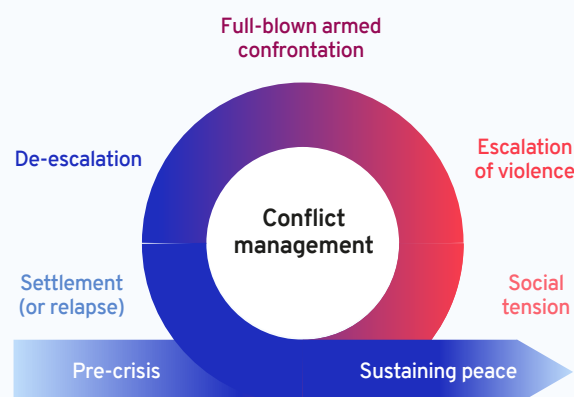 Full-blown armed
confrontation
De-escalation
Escalation
of violence
Conflict
management
Settlement
(or relapse)
Social
tension
Pre-crisis
Sustaining peace